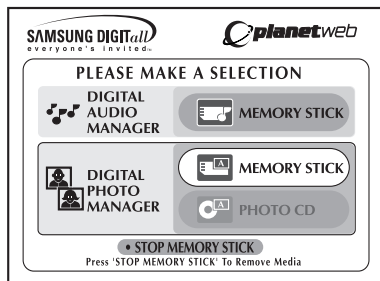 SAMSUNG DIGITall
everyone's invited™
planetweb
PLEASE MAKE A SELECTION
DIGITAL
AUDIO
MANAGER
MEMORY STICK
DIGITAL
PHOTO
MANAGER
A
MEMORY STICK
A
PHOTO CD
• STOP MEMORY STICK
Press 'STOP MEMORY STICK' To Remove Media